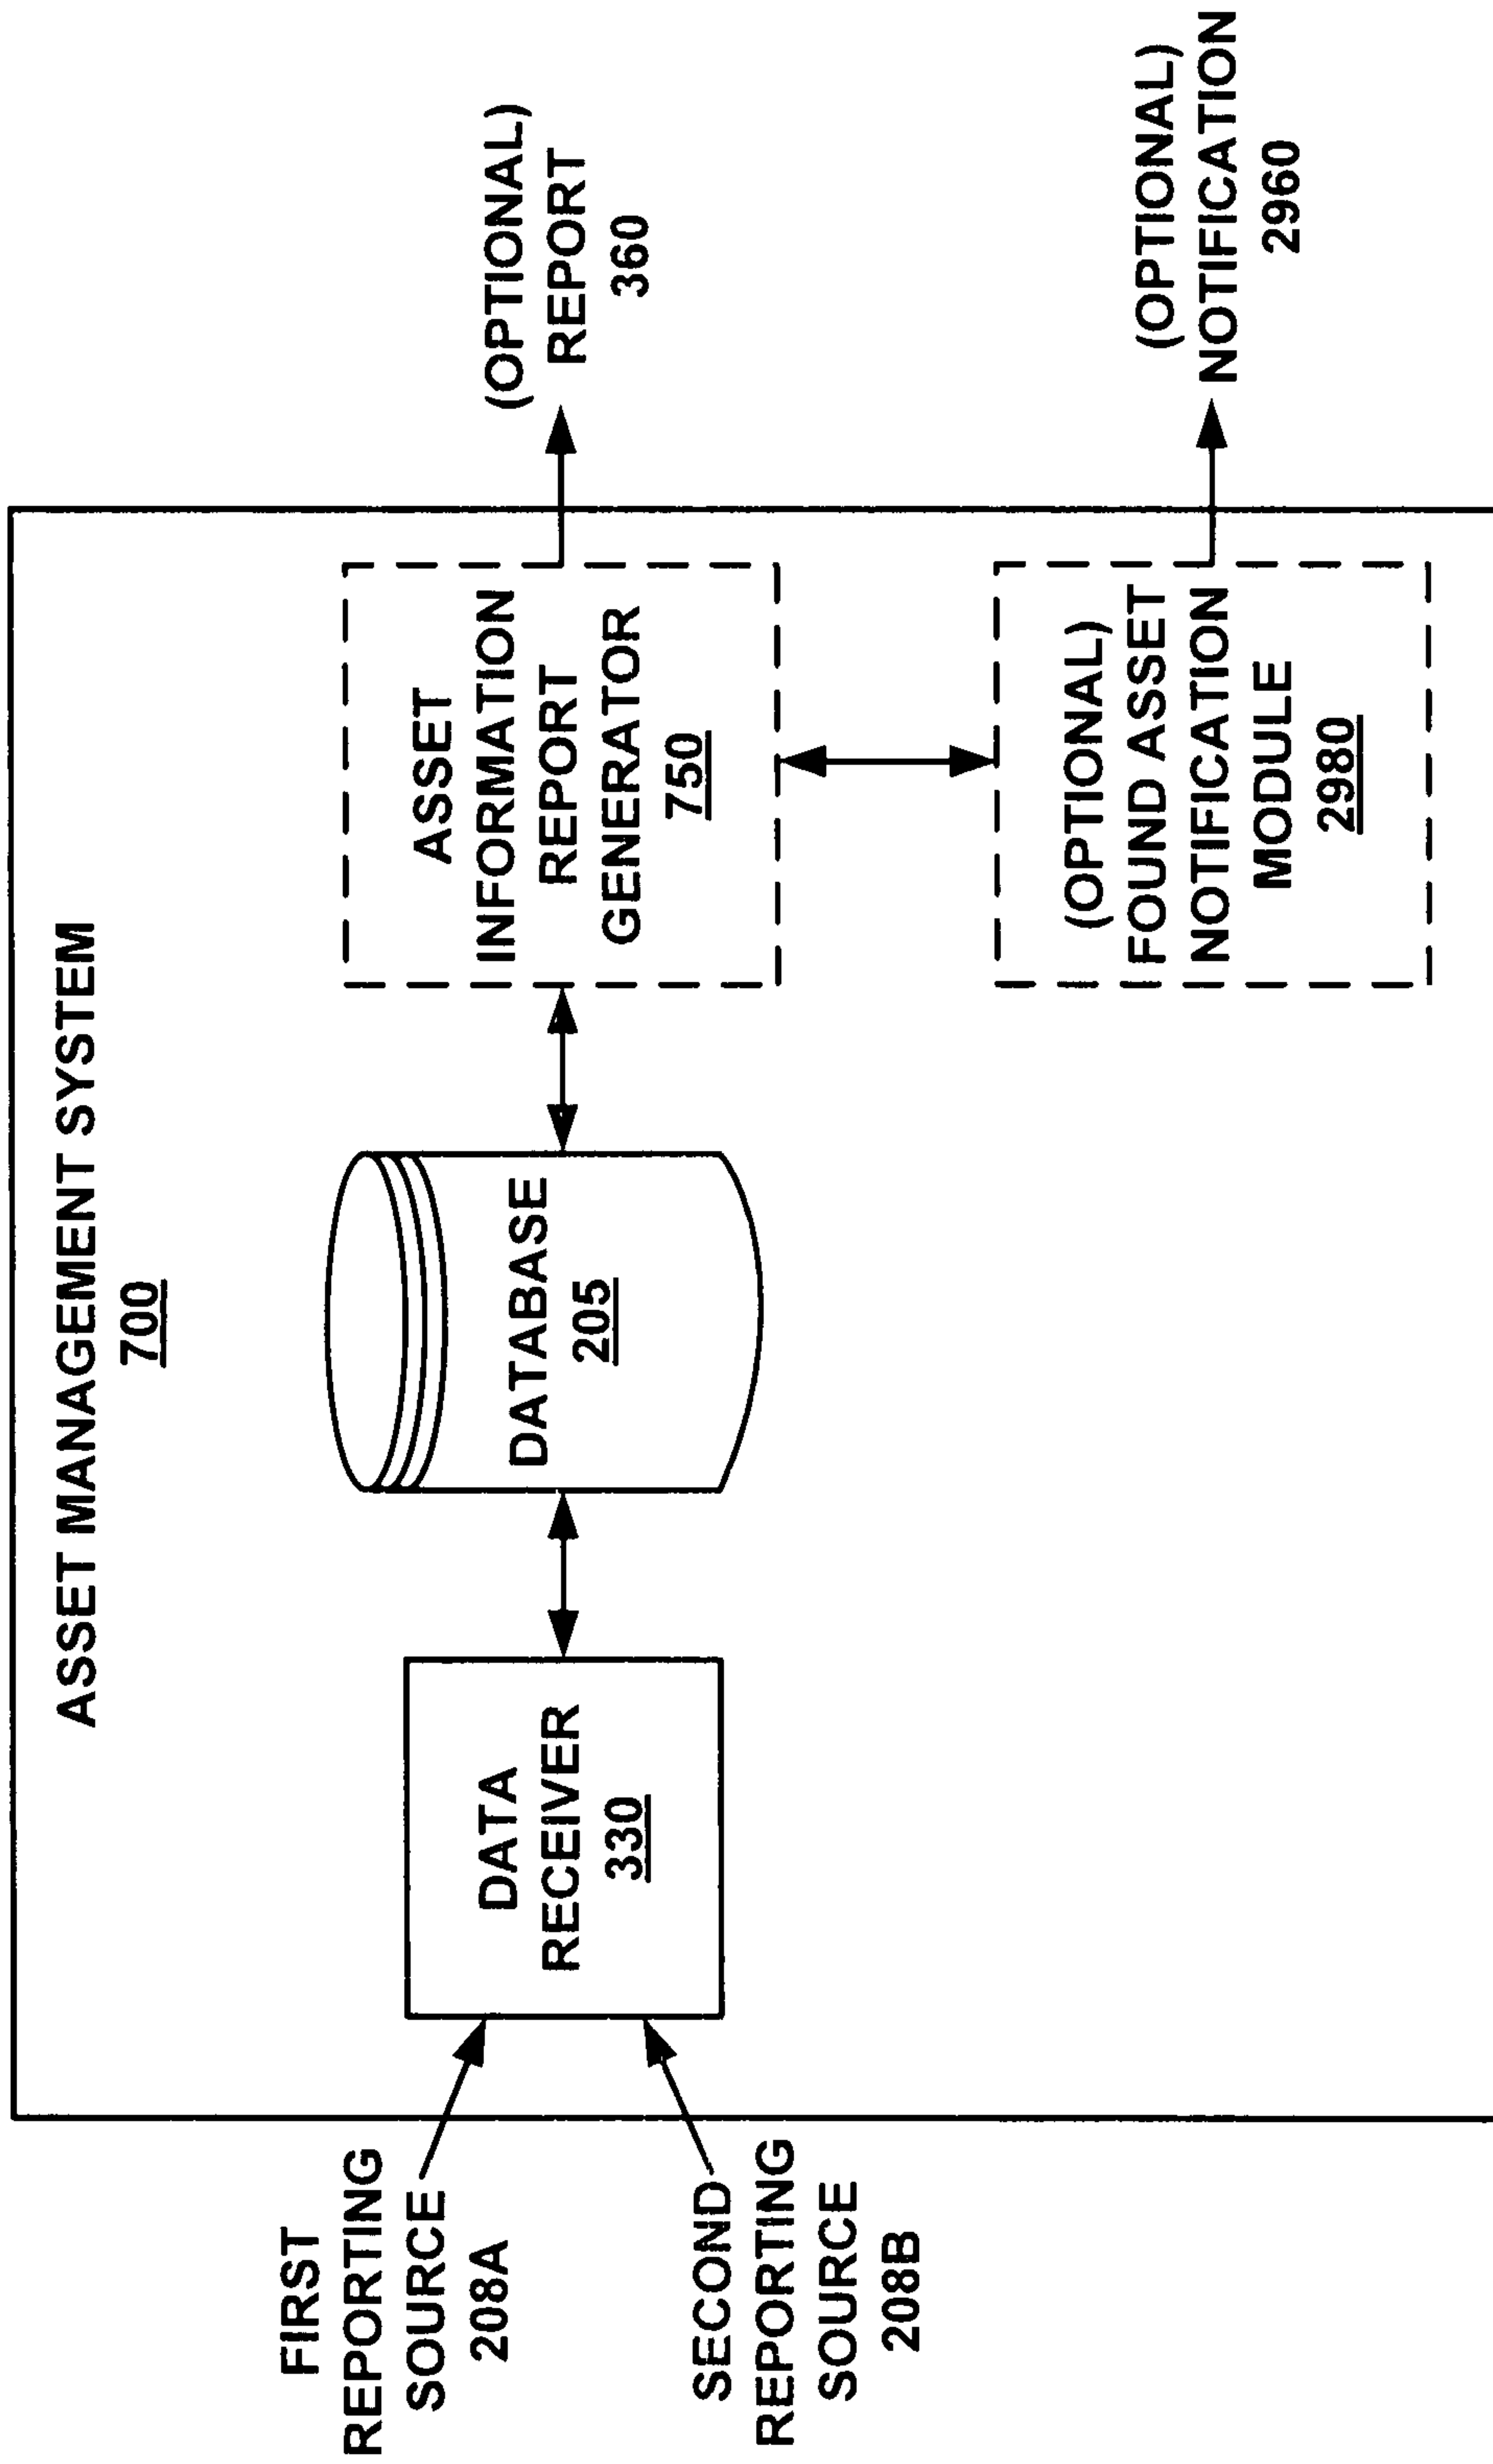 ASSET MANAGEMENT SYSTEM
700
FIRST
REPORTING
SOURCE
208A
SECOND
REPORTING
SOURCE
208B
DATA
RECEIVER
330
DATABASE
205
ASSET
INFORMATION
REPORT
GENERATOR
750
(OPTIONAL)
REPORT
360
(OPTIONAL)
FOUND ASSET
NOTIFICATION
MODULE
2980
(OPTIONAL)
NOTIFICATION
2960